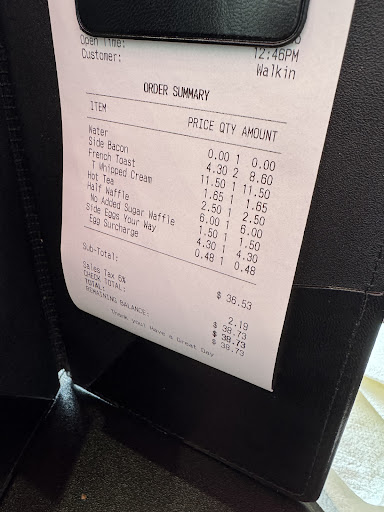 Open Time: 12:46PM
Customer: Walkin
ORDER SUMMARY
ITEM PRICE QTY AMOUNT
Water 0.00 1 0.00
Side Bacon 4.30 2 8.60
French Toast 11.50 1 11.50
T Whipped Cream 1.65 1 1.65
Hot Tea 2.50 1 2.50
Half Waffle 6.00 1 6.00
No Added Sugar Waffle 1.50 1 1.50
Side Eggs Your Way 4.30 1 4.30
Egg Surcharge 0.48 1 0.48
Sub-Total: $ 36.53
Sales Tax 6% 2.19
CHECK TOTAL: $ 38.73
TOTAL: $ 38.73
REMAINING BALANCE: $ 38.73
Thank you! Have a Great Day